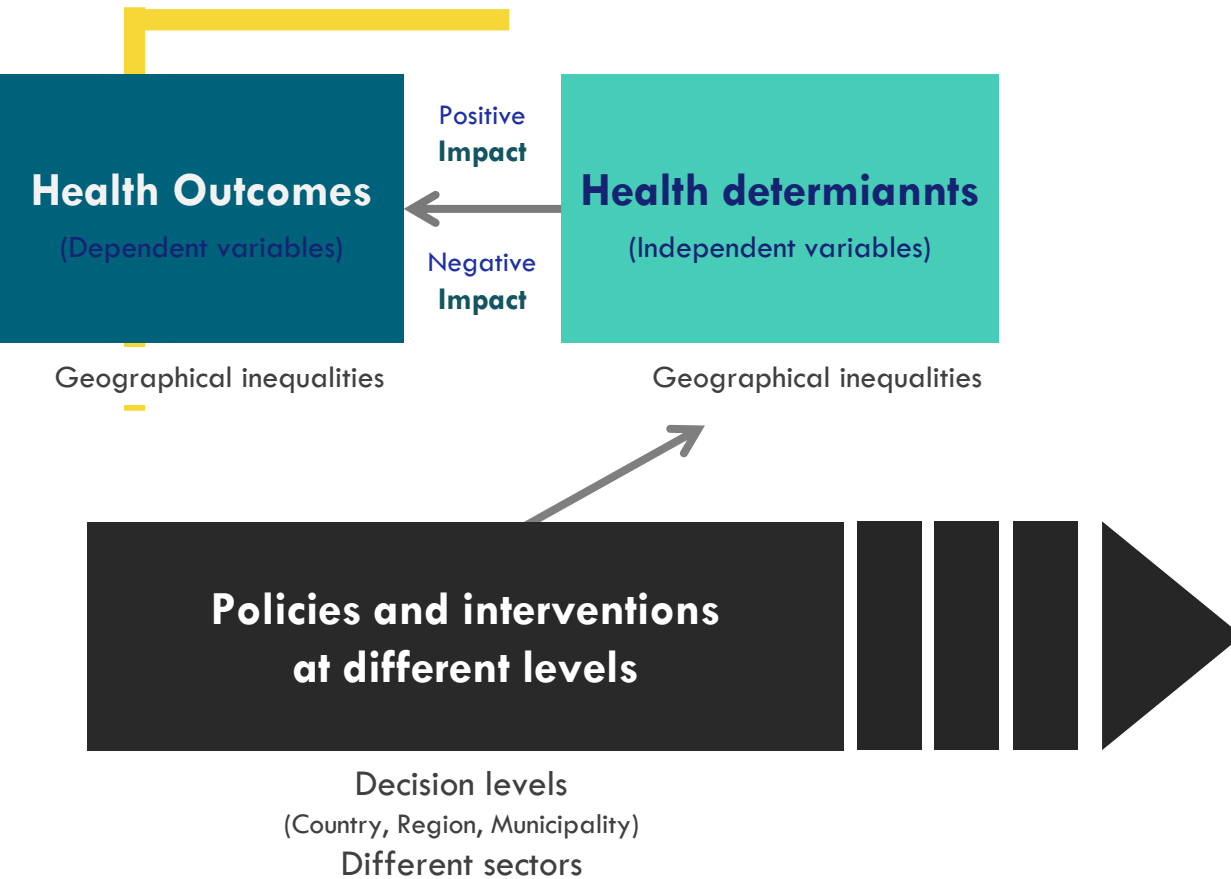 Health Outcomes
(Dependent variables)
Positive
Impact
Negative
Impact
Health determiannts
(Independent variables)
Geographical inequalities
Geographical inequalities
Policies and interventions
at different levels
Decision levels
(Country, Region, Municipality)
Different sectors